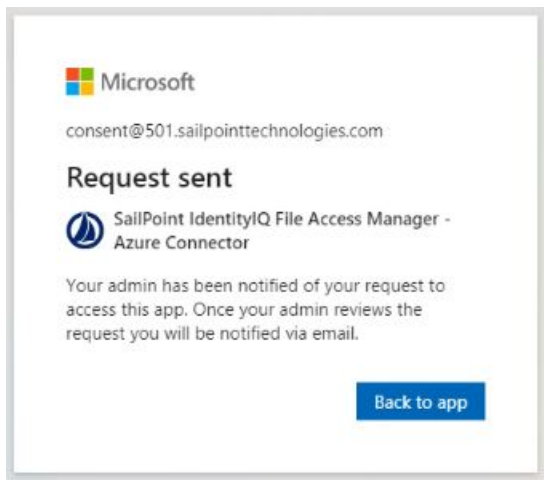 Microsoft
consent@501.sailpointtechnologies.com
Request sent
SailPoint IdentityIQ File Access Manager -
Azure Connector
Your admin has been notified of your request to
access this app. Once your admin reviews the
request you will be notified via email.
Back to app